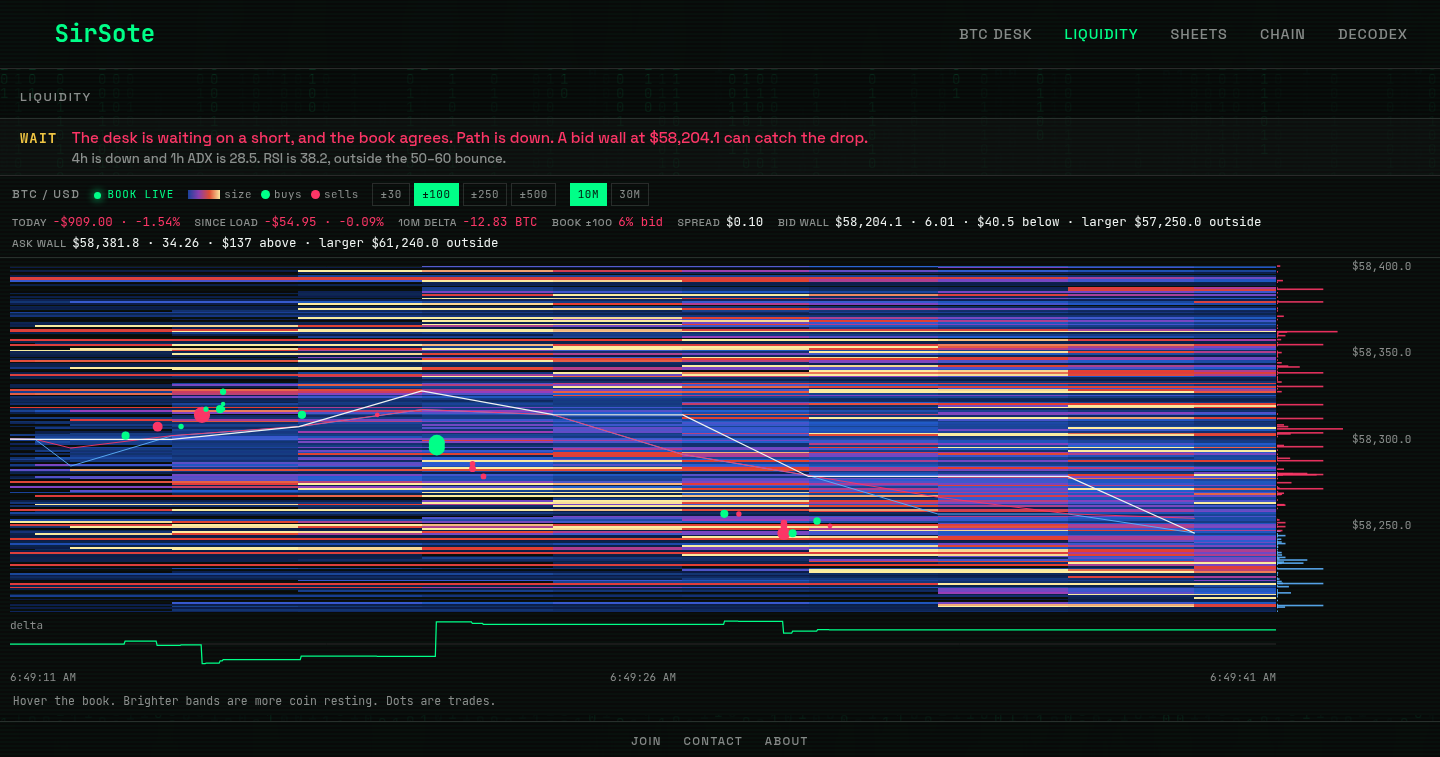 SirSote
BTC DESK LIQUIDITY SHEETS CHAIN DECODEX
LIQUIDITY
WAIT The desk is waiting on a short, and the book agrees. Path is down. A bid wall at $58,204.1 can catch the drop.
4h is down and 1h ADX is 28.5. RSI is 38.2, outside the 50–60 bounce.
BTC / USD BOOK LIVE size buys sells ±30 ±100 ±250 ±500 10M 30M
TODAY -$909.00 · -1.54% SINCE LOAD -$54.95 · -0.09% 10M DELTA -12.83 BTC BOOK ±100 6% bid SPREAD $0.10 BID WALL $58,204.1 · 6.01 · $40.5 below · larger $57,250.0 outside
ASK WALL $58,381.8 · 34.26 · $137 above · larger $61,240.0 outside
$58,400.0
$58,350.0
$58,300.0
$58,250.0
delta
6:49:11 AM 6:49:26 AM 6:49:41 AM
Hover the book. Brighter bands are more coin resting. Dots are trades.
JOIN CONTACT ABOUT